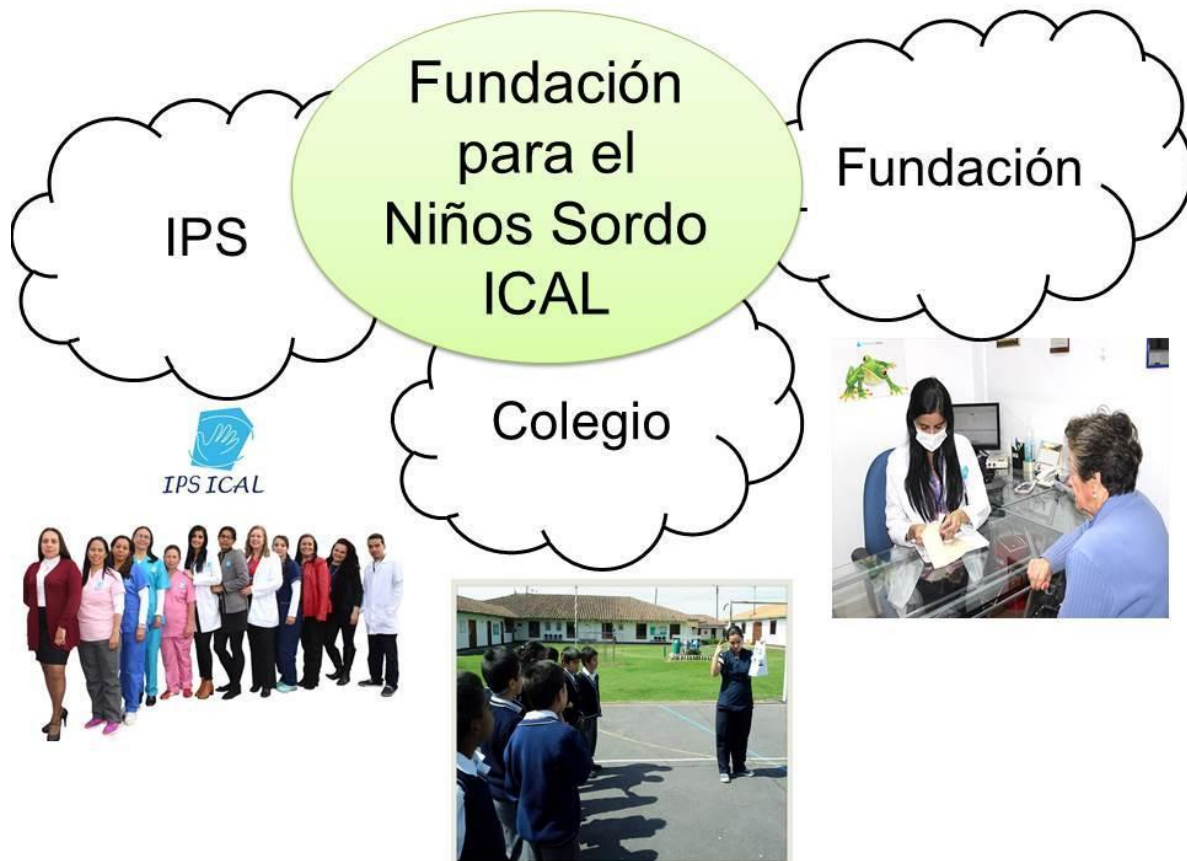 Fundación
para el
Niños Sordo
ICAL
IPS
Fundación
Colegio
IPS ICAL